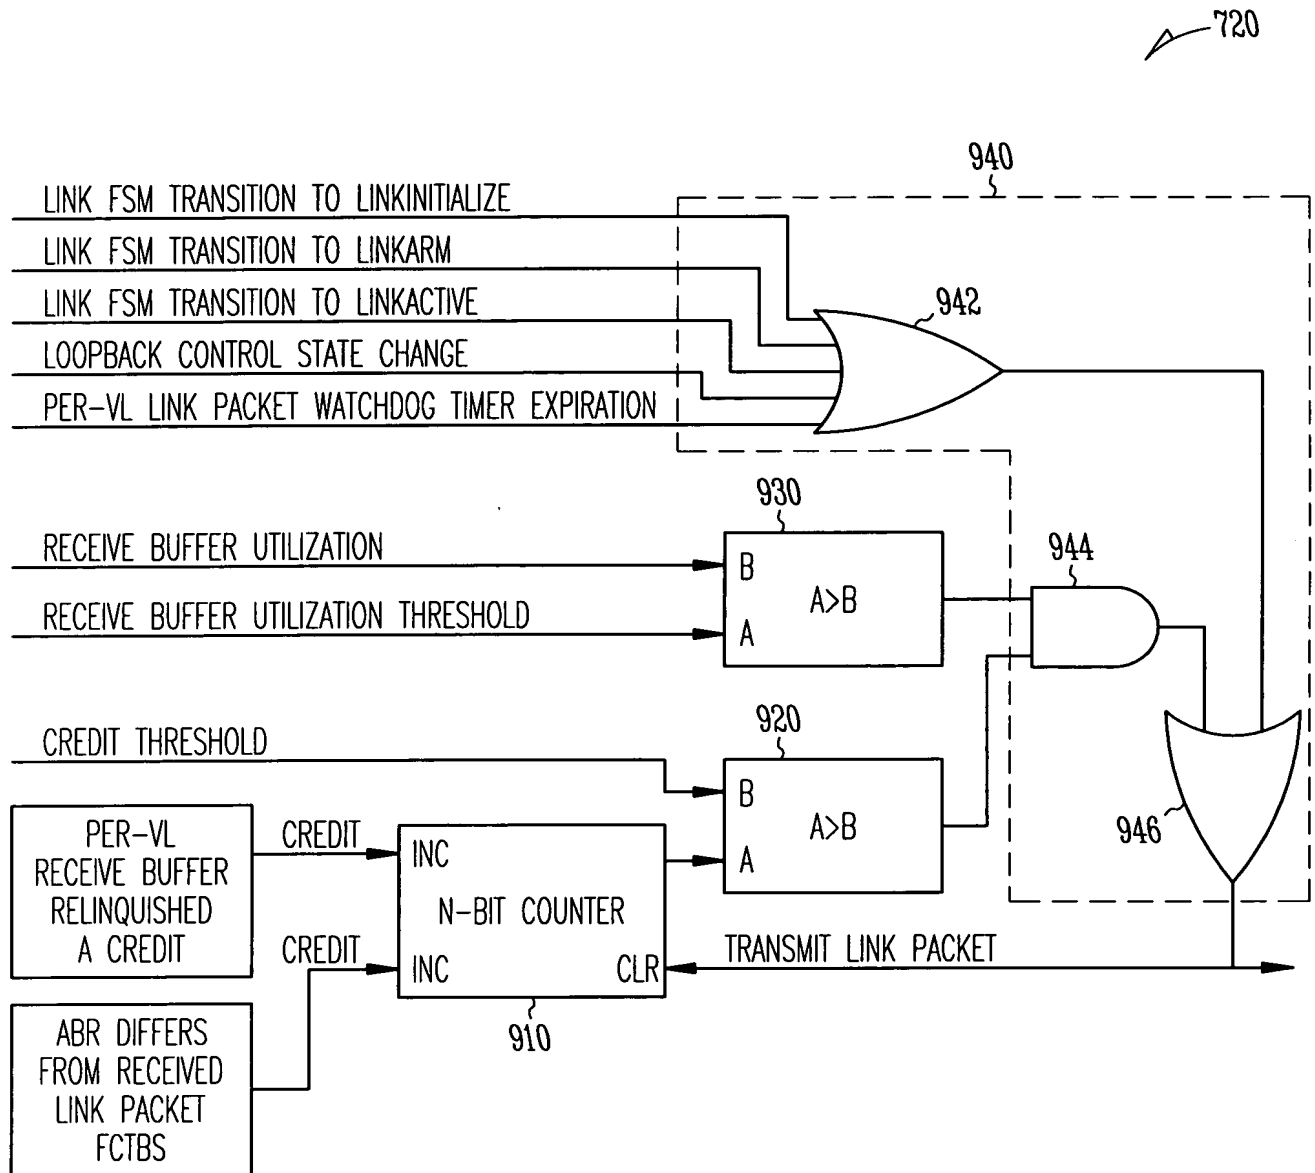 720
940
LINK FSM TRANSITION TO LINKINITIALIZE
LINK FSM TRANSITION TO LINKARM
LINK FSM TRANSITION TO LINKACTIVE
LOOPBACK CONTROL STATE CHANGE
PER-VL LINK PACKET WATCHDOG TIMER EXPIRATION
942
930
RECEIVE BUFFER UTILIZATION
B
A>B
RECEIVE BUFFER UTILIZATION THRESHOLD
A
944
CREDIT THRESHOLD
920
B
A>B
A
946
PER-VL
RECEIVE BUFFER
RELINQUISHED
A CREDIT
CREDIT
INC
N-BIT COUNTER
CREDIT
INC
CLR
TRANSMIT LINK PACKET
910
ABR DIFFERS
FROM RECEIVED
LINK PACKET
FCTBS